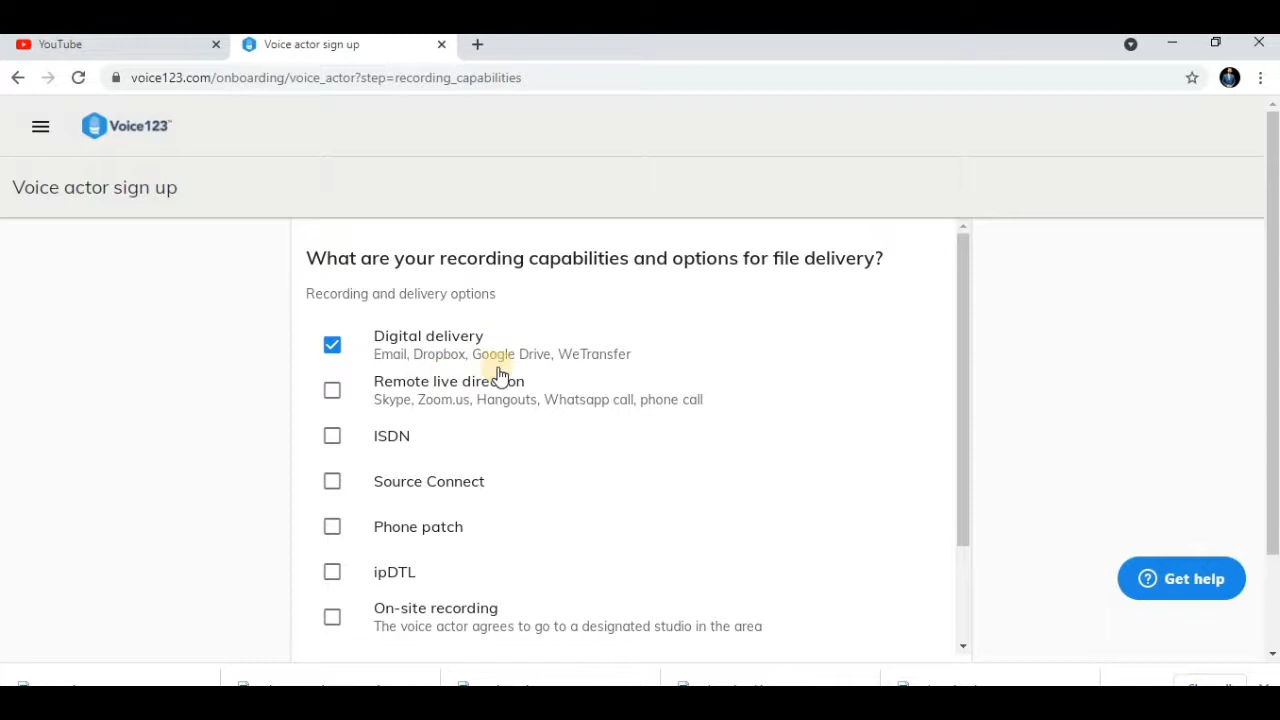 YouTube
Voice actor sign up
voice123.com/onboarding/voice_actor?step=recording_capabilities
Voice123™
Voice actor sign up
What are your recording capabilities and options for file delivery?
Recording and delivery options
Digital delivery
Email, Dropbox, Google Drive, WeTransfer
Remote live direction
Skype, Zoom.us, Hangouts, Whatsapp call, phone call
ISDN
Source Connect
Phone patch
ipDTL
On-site recording
The voice actor agrees to go to a designated studio in the area
Get help